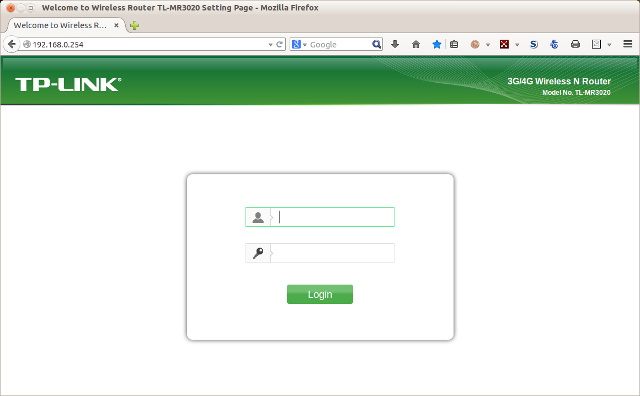 Welcome to Wireless Router TL-MR3020 Setting Page - Mozilla Firefox
Welcome to Wireless R...
192.168.0.254
Google
TP-LINK®
3G/4G Wireless N Router
Model No. TL-MR3020
Login